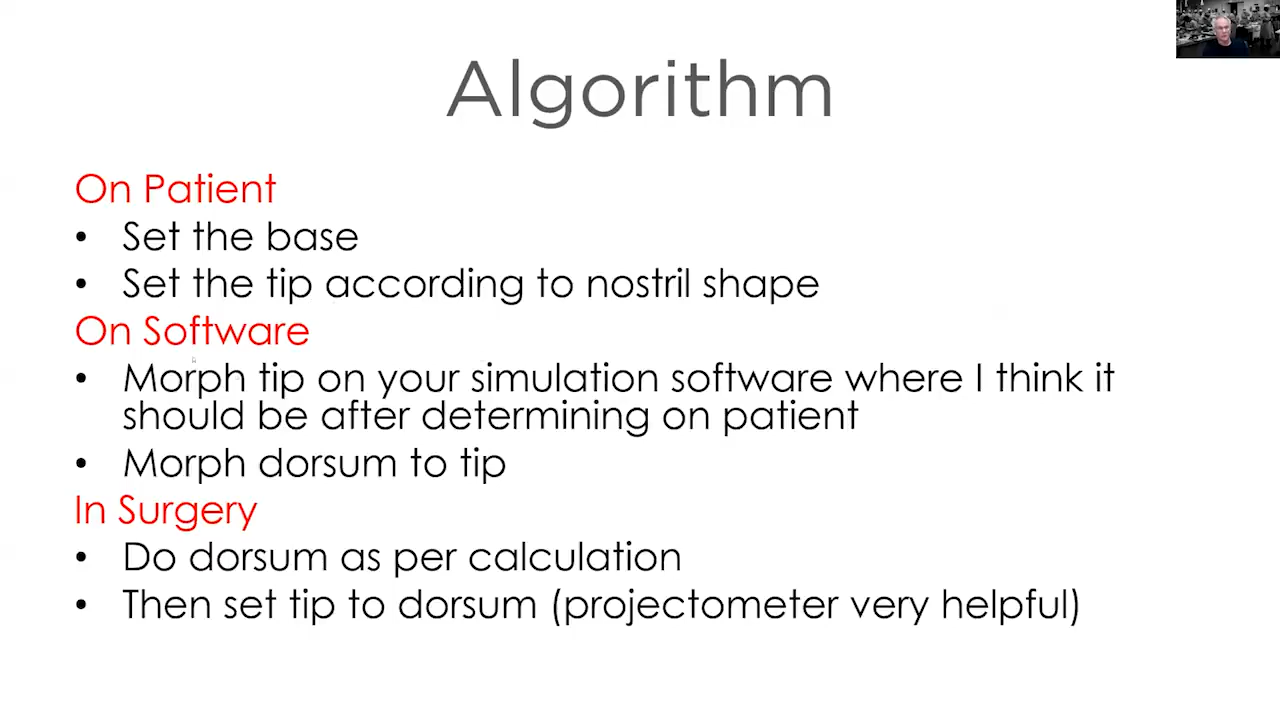 Algorithm
On Patient
• Set the base
• Set the tip according to nostril shape
On Software
• Morph tip on your simulation software where I think it
should be after determining on patient
• Morph dorsum to tip
In Surgery
• Do dorsum as per calculation
• Then set tip to dorsum (projectometer very helpful)